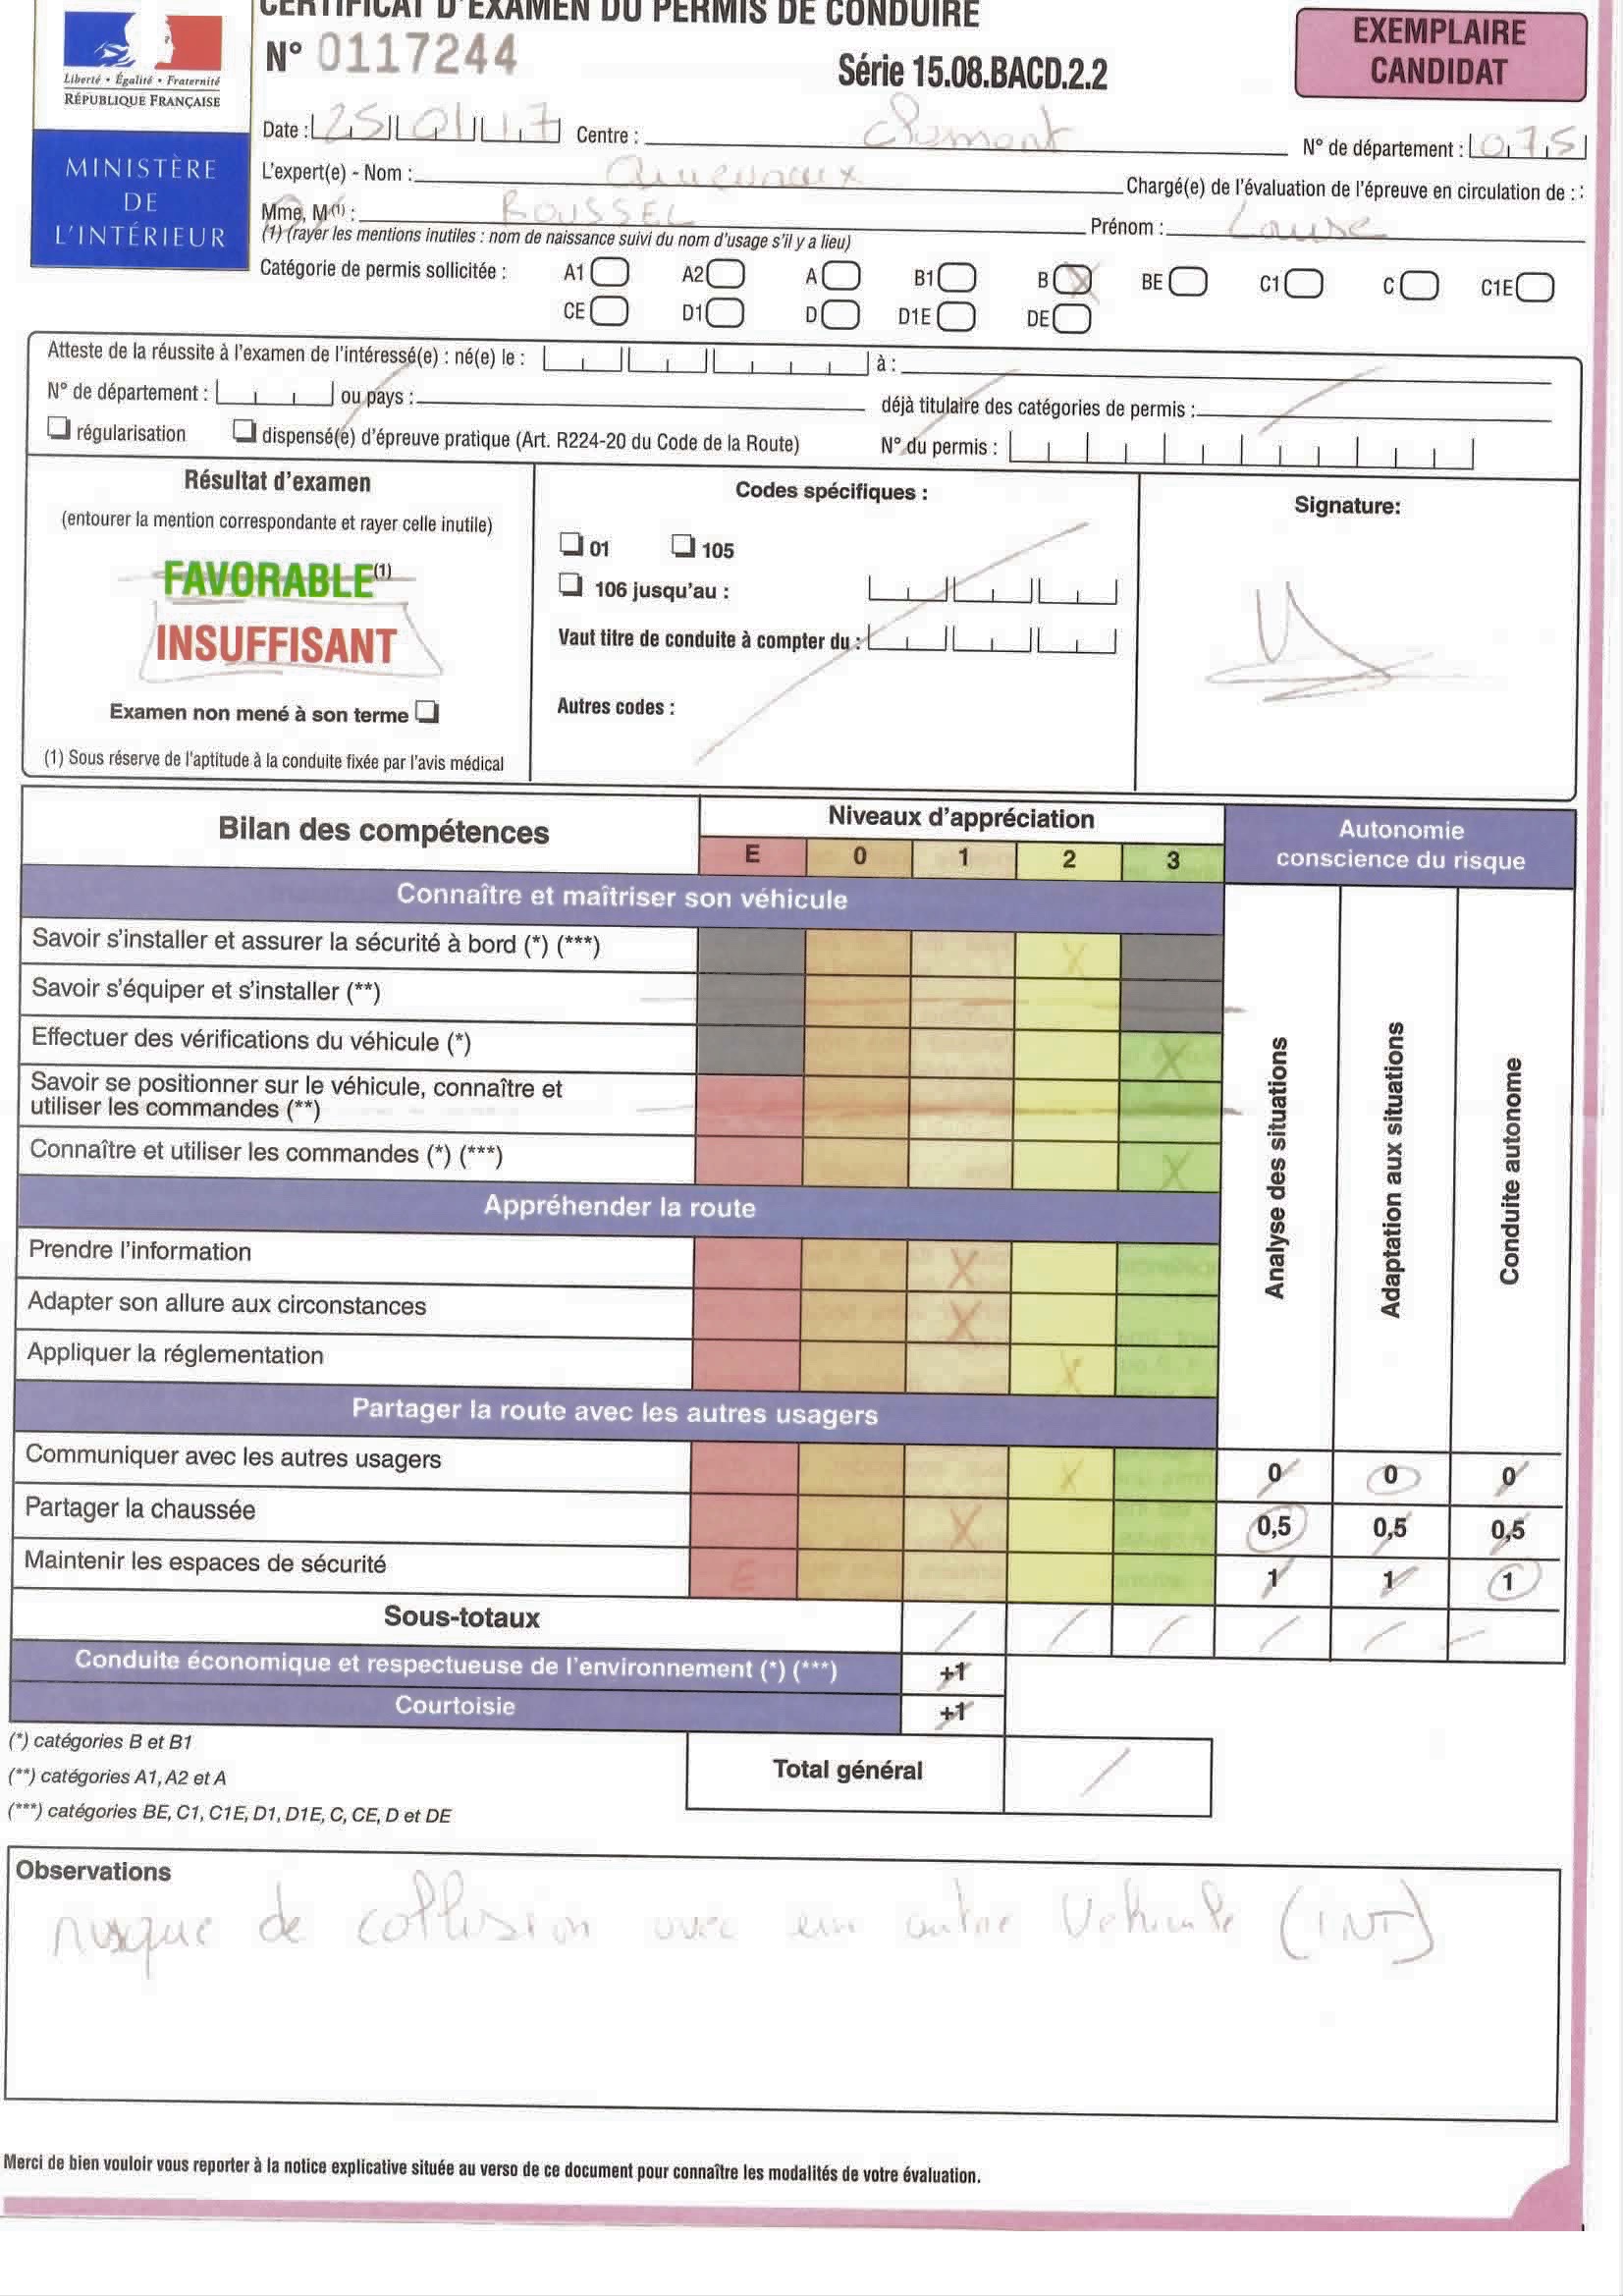 CERTIFICAT D'EXAMEN DU PERMIS DE CONDUIRE
N° 0117244
Série 15.08.BACD.2.2
EXEMPLAIRE
CANDIDAT
Liberté • Égalité • Fraternité
RÉPUBLIQUE FRANÇAISE
MINISTÈRE
DE
L'INTÉRIEUR
Date : 25 01 17 Centre : N° de département : 075
L'expert(e) - Nom : Chargé(e) de l'évaluation de l'épreuve en circulation de : :
Mme, M(1) : ROUSSEL Prénom : Louise
(1) (rayer les mentions inutiles : nom de naissance suivi du nom d'usage s'il y a lieu)
Catégorie de permis sollicitée : A1 A2 A B1 B X BE C1 C C1E
CE D1 D D1E DE
Atteste de la réussite à l'examen de l'intéressé(e) : né(e) le : à :
N° de département : ou pays : déjà titulaire des catégories de permis :
régularisation dispensé(e) d'épreuve pratique (Art. R224-20 du Code de la Route) N° du permis :
Résultat d'examen
(entourer la mention correspondante et rayer celle inutile)
FAVORABLE(1)
INSUFFISANT
Examen non mené à son terme
(1) Sous réserve de l'aptitude à la conduite fixée par l'avis médical
Codes spécifiques :
01 105
106 jusqu'au :
Vaut titre de conduite à compter du :
Autres codes :
Signature:
Bilan des compétences
Niveaux d'appréciation
E 0 1 2 3
Autonomie
conscience du risque
Connaître et maîtriser son véhicule
Savoir s'installer et assurer la sécurité à bord (*) (***) X
Savoir s'équiper et s'installer (**)
Effectuer des vérifications du véhicule (*) X
Savoir se positionner sur le véhicule, connaître et
utiliser les commandes (**)
Connaître et utiliser les commandes (*) (***) X
Analyse des situations
Adaptation aux situations
Conduite autonome
Appréhender la route
Prendre l'information X
Adapter son allure aux circonstances X
Appliquer la réglementation X
Partager la route avec les autres usagers
Communiquer avec les autres usagers X 0 0 0
Partager la chaussée X 0,5 0,5 0,5
Maintenir les espaces de sécurité E 1 1 1
Sous-totaux
Conduite économique et respectueuse de l'environnement (*) (***) +1
Courtoisie +1
(*) catégories B et B1
(**) catégories A1, A2 et A
(***) catégories BE, C1, C1E, D1, D1E, C, CE, D et DE
Total général
Observations
risque de collision avec un autre véhicule (INT)
Merci de bien vouloir vous reporter à la notice explicative située au verso de ce document pour connaître les modalités de votre évaluation.